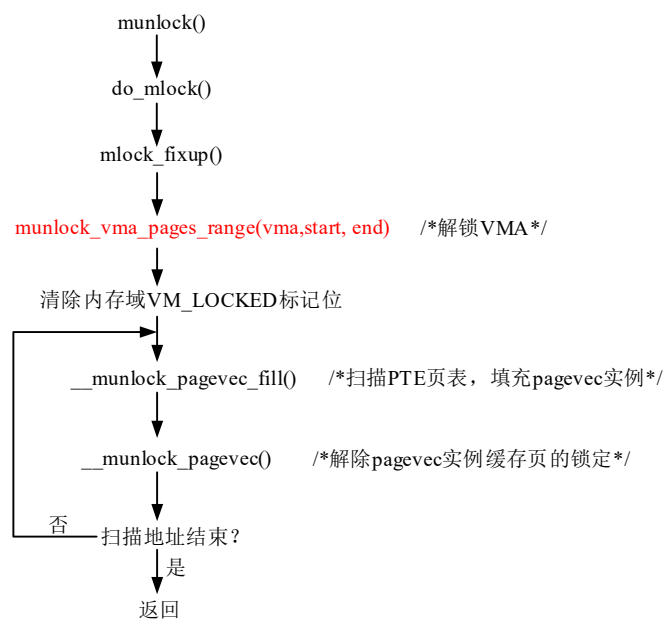 munlock()
do_mlock()
mlock_fixup()
munlock_vma_pages_range(vma,start, end) /*解锁VMA*/
清除内存域VM_LOCKED标记位
__munlock_pagevec_fill() /*扫描PTE页表，填充pagevec实例*/
__munlock_pagevec() /*解除pagevec实例缓存页的锁定*/
否
扫描地址结束？
是
返回